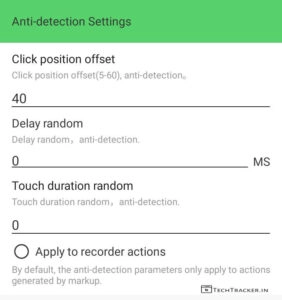 Anti-detection Settings
Click position offset
Click position offset(5-60), anti-detection。
40
Delay random
Delay random，anti-detection.
0 MS
Touch duration random
Touch duration random，anti-detection.
0
Apply to recorder actions
By default, the anti-detection parameters only apply to actions
generated by markup.
TECHTRACKER.IN